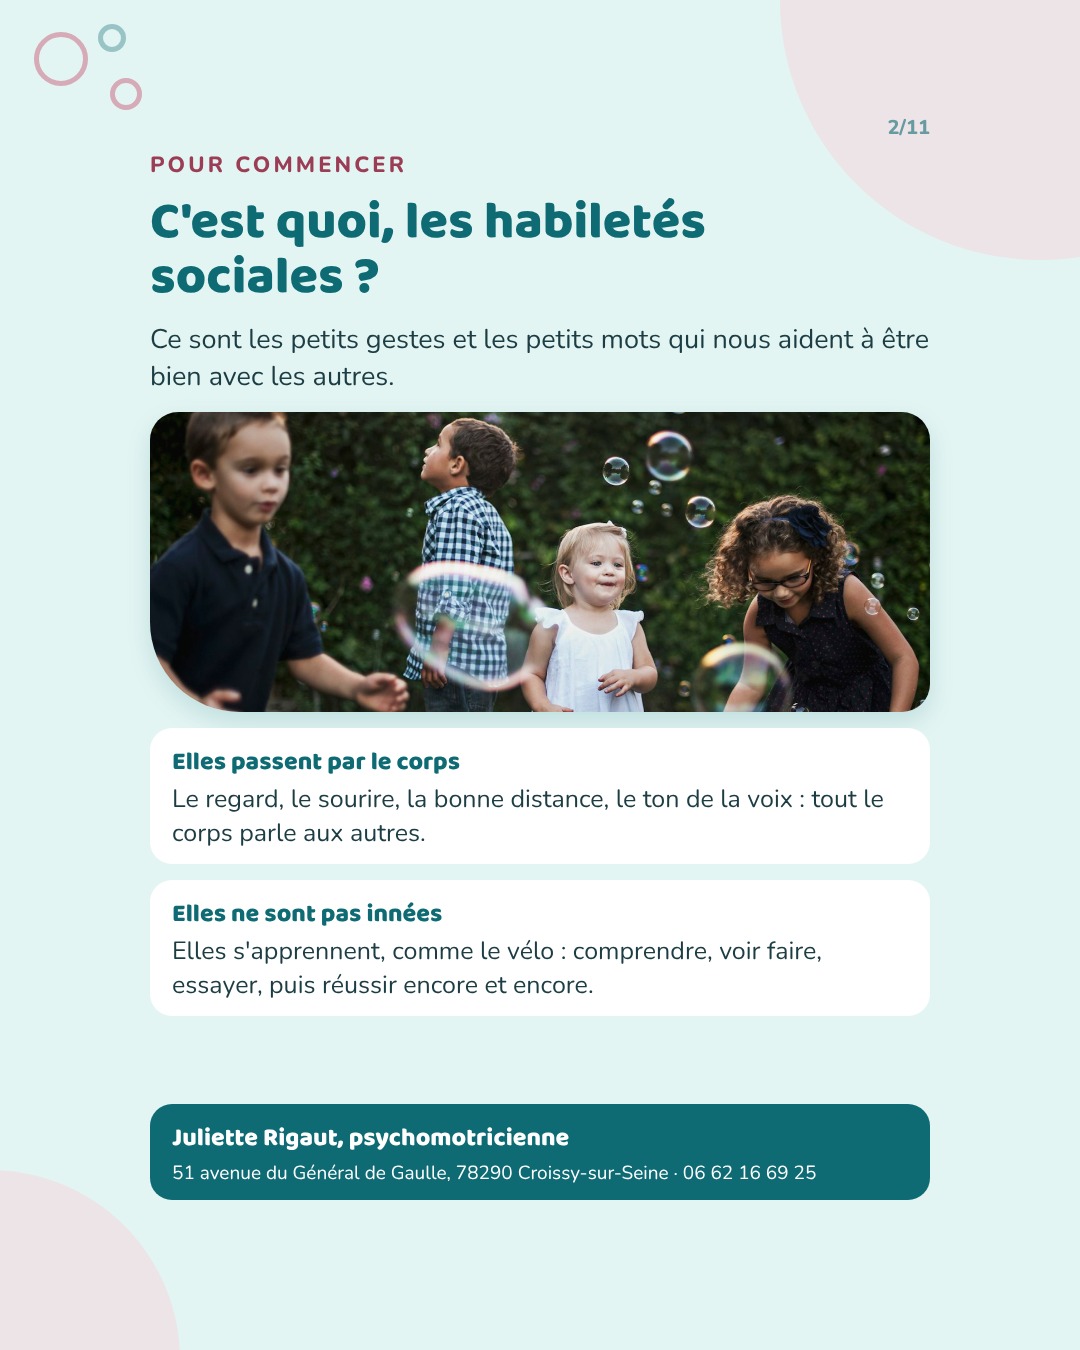 2/11
POUR COMMENCER
C'est quoi, les habiletés
sociales ?
Ce sont les petits gestes et les petits mots qui nous aident à être
bien avec les autres.
Elles passent par le corps
Le regard, le sourire, la bonne distance, le ton de la voix : tout le
corps parle aux autres.
Elles ne sont pas innées
Elles s'apprennent, comme le vélo : comprendre, voir faire,
essayer, puis réussir encore et encore.
Juliette Rigaut, psychomotricienne
51 avenue du Général de Gaulle, 78290 Croissy-sur-Seine · 06 62 16 69 25